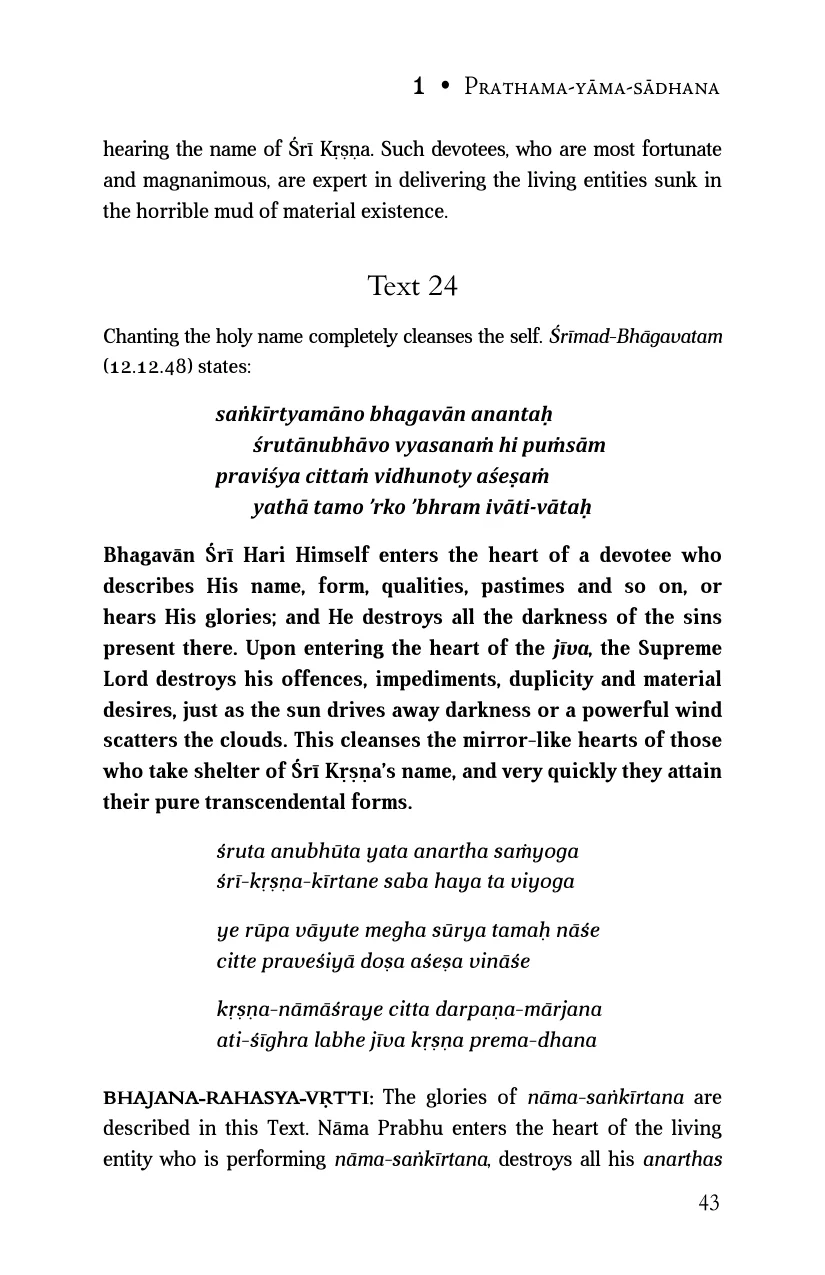 1 • Prathama-yāma-sādhana
hearing the name of Śrī Kṛṣṇa. Such devotees, who are most fortunate
and magnanimous, are expert in delivering the living entities sunk in
the horrible mud of material existence.
Text 24
Chanting the holy name completely cleanses the self. Śrīmad-Bhāgavatam
(12.12.48) states:
saṅkīrtyamāno bhagavān anantaḥ
śrutānubhāvo vyasanaṁ hi puṁsām
praviśya cittaṁ vidhunoty aśeṣaṁ
yathā tamo ’rko ’bhram ivāti-vātaḥ
Bhagavān Śrī Hari Himself enters the heart of a devotee who
describes His name, form, qualities, pastimes and so on, or
hears His glories; and He destroys all the darkness of the sins
present there. Upon entering the heart of the jīva, the Supreme
Lord destroys his offences, impediments, duplicity and material
desires, just as the sun drives away darkness or a powerful wind
scatters the clouds. This cleanses the mirror-like hearts of those
who take shelter of Śrī Kṛṣṇa’s name, and very quickly they attain
their pure transcendental forms.
śruta anubhūta yata anartha saṁyoga
śrī-kṛṣṇa-kīrtane saba haya ta viyoga
ye rūpa vāyute megha sūrya tamaḥ nāśe
citte praveśiyā doṣa aśeṣa vināśe
kṛṣṇa-nāmāśraye citta darpaṇa-mārjana
ati-śīghra labhe jīva kṛṣṇa prema-dhana
BHAJANA-RAHASYA-VṚTTI: The glories of nāma-saṅkīrtana are
described in this Text. Nāma Prabhu enters the heart of the living
entity who is performing nāma-saṅkīrtana, destroys all his anarthas
43